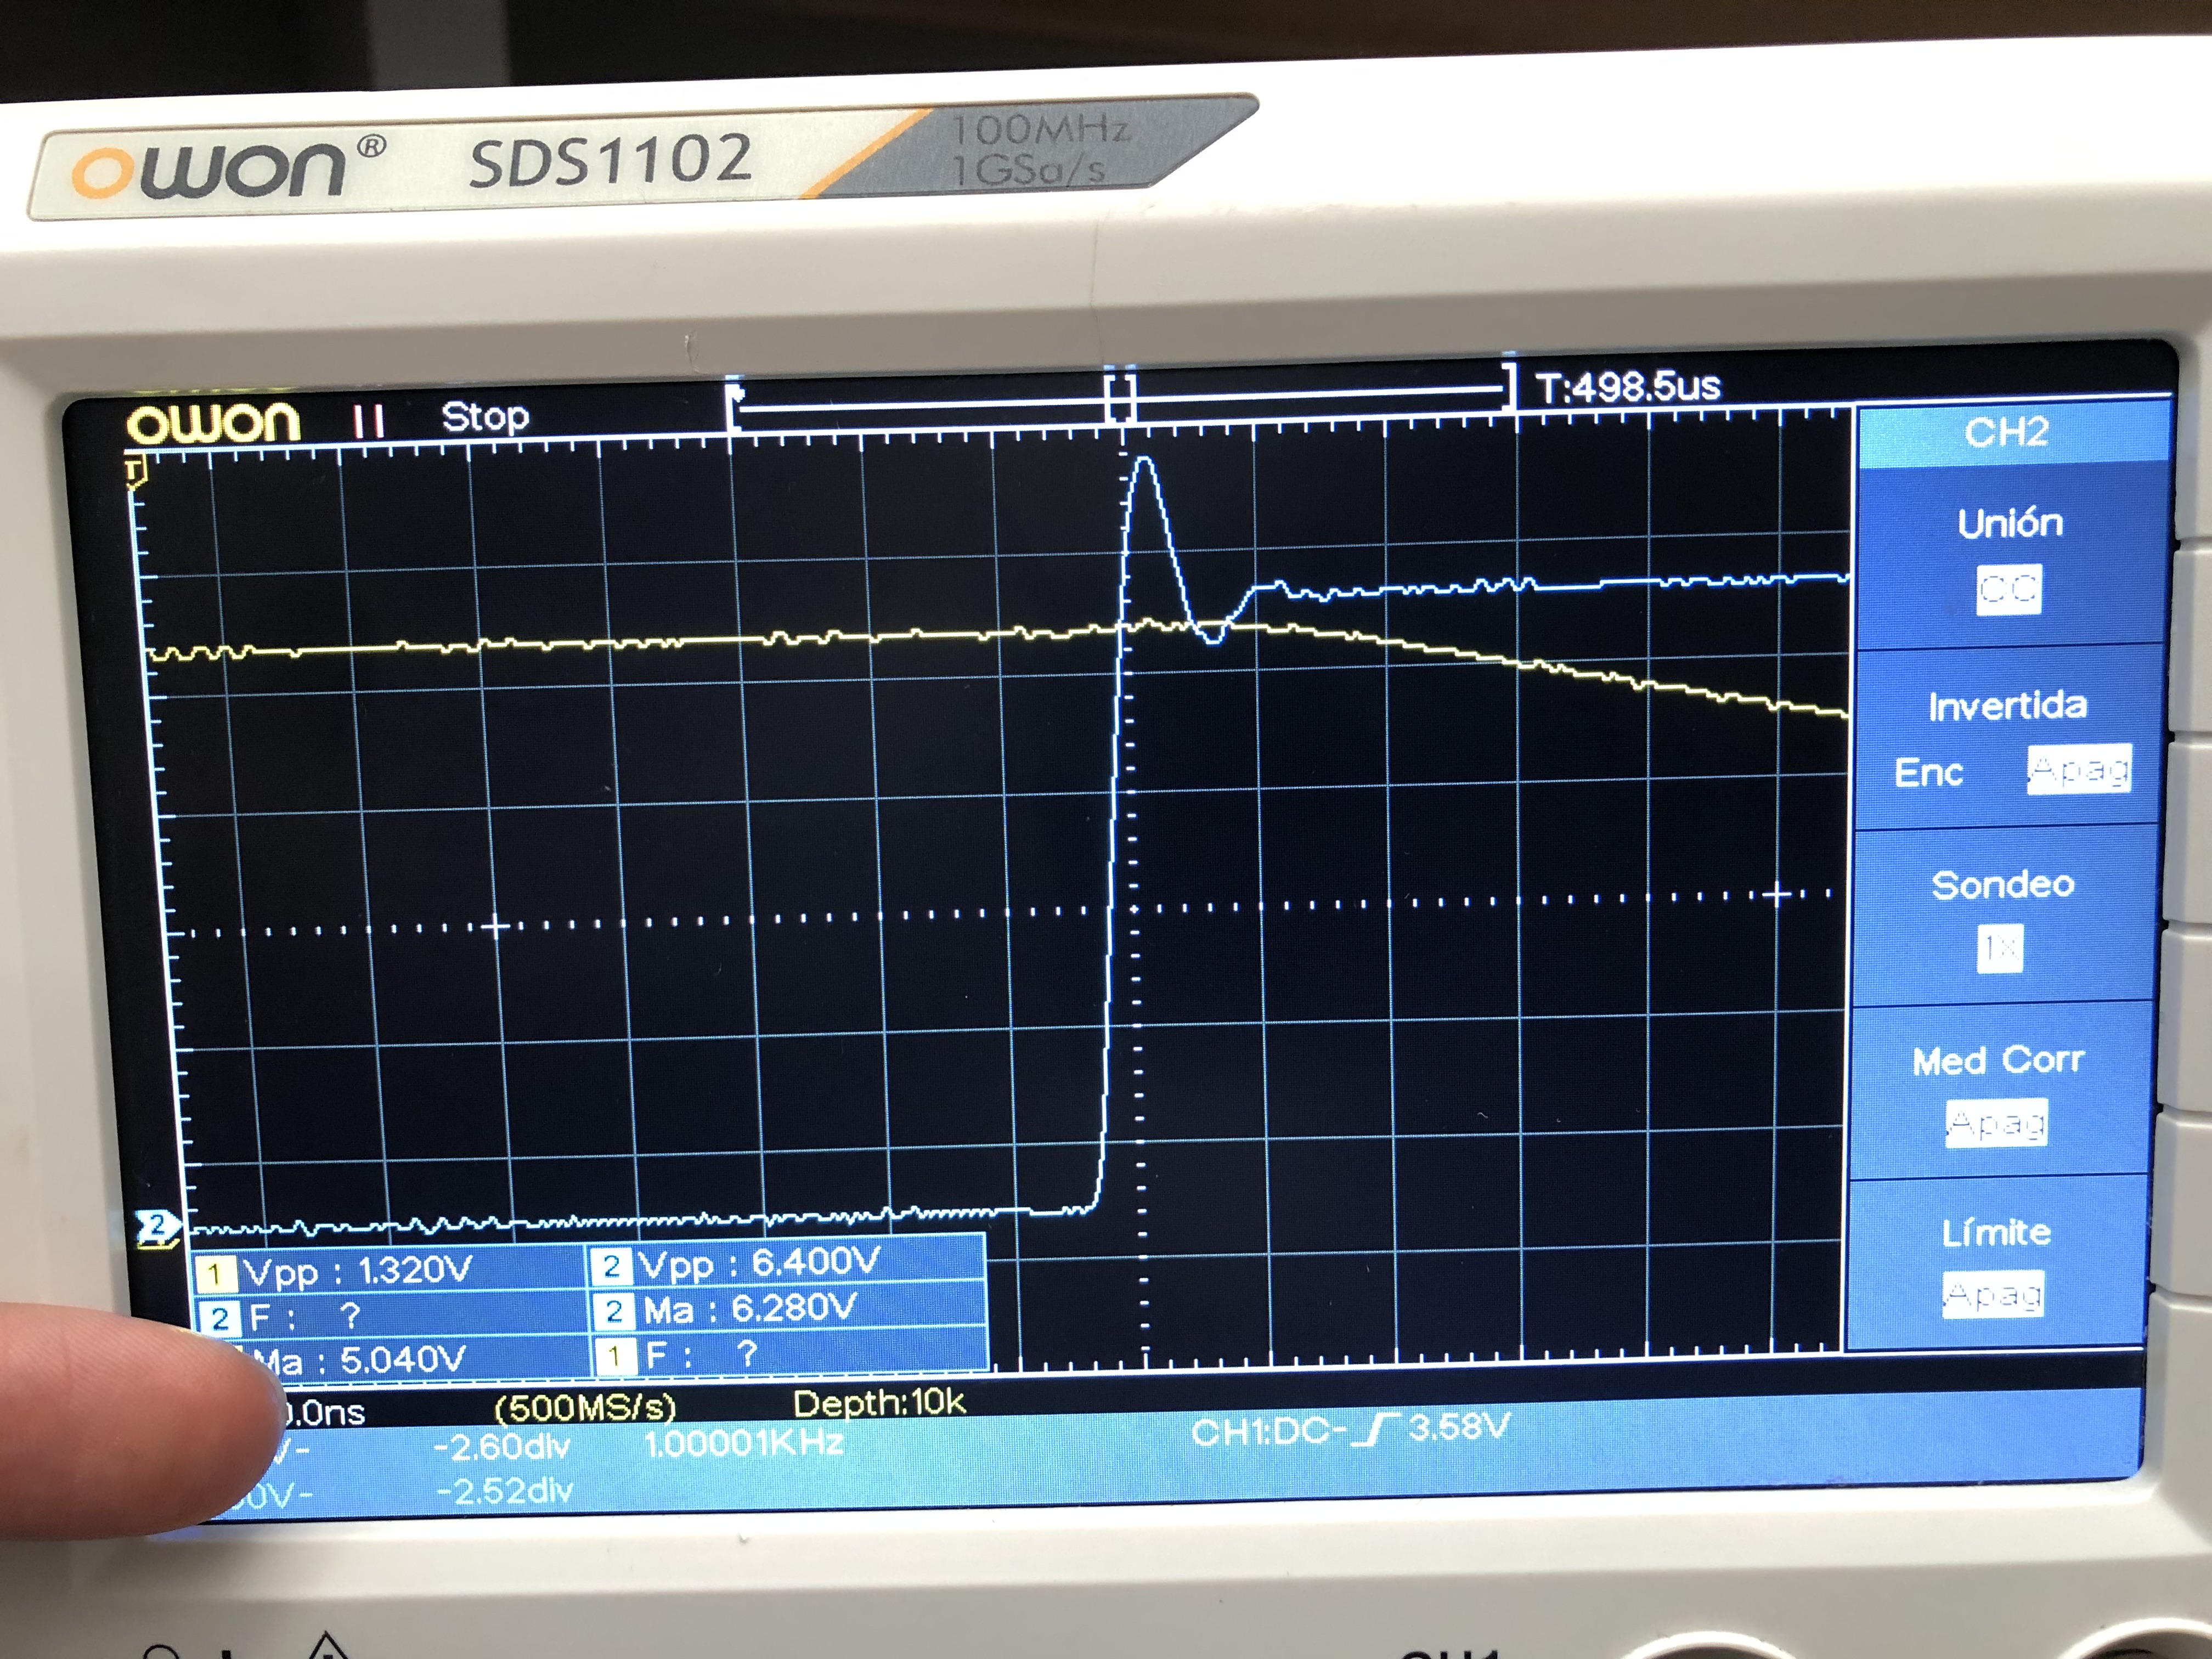 owon® SDS1102
100MHz
1GSa/s
owon Stop T:498.5us
T
CH2
Unión
CC
Invertida
Enc Apag
Sondeo
1X
Med Corr
Apag
Límite
Apag
2
1 Vpp : 1.320V 2 Vpp : 6.400V
2 F : ? 2 Ma : 6.280V
Ma : 5.040V 1 F : ?
.0ns (500MS/s) Depth:10k
V- -2.60div 1.00001KHz CH1:DC- 3.58V
0V- -2.52div